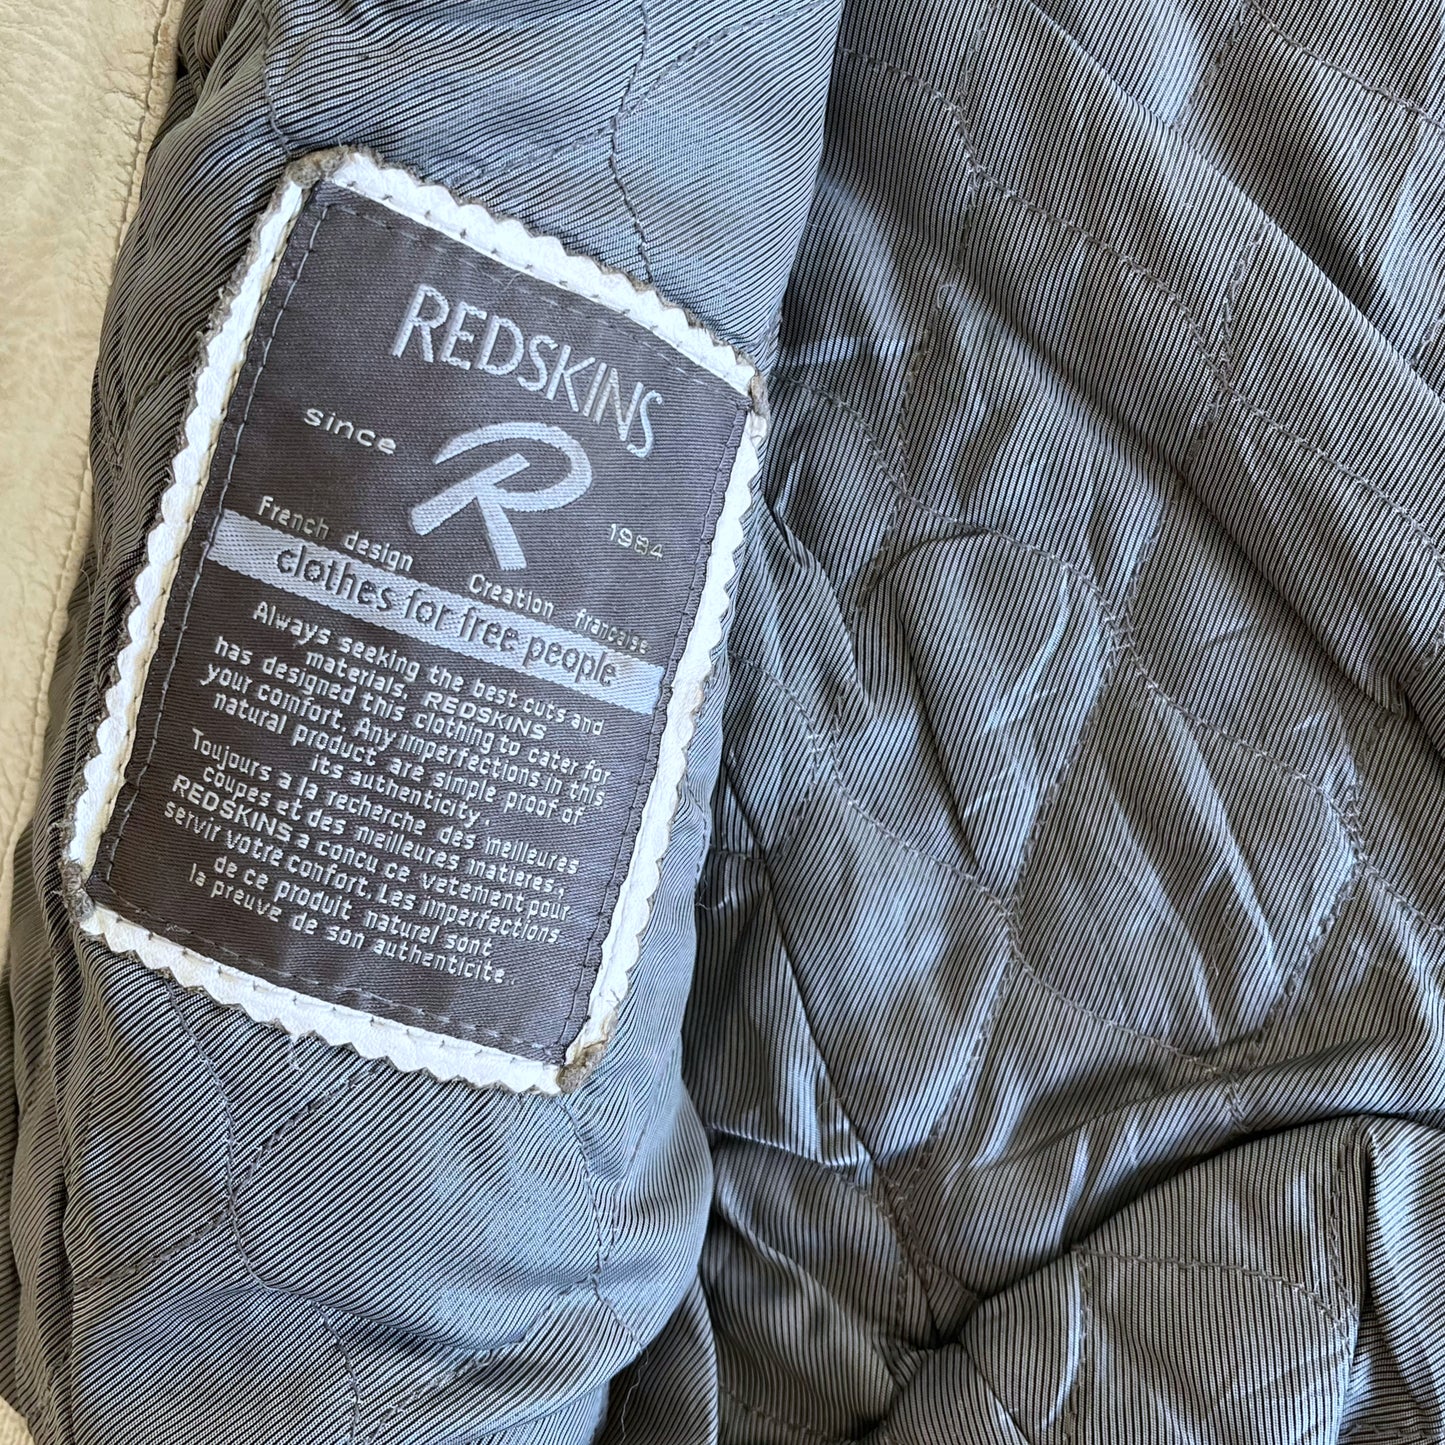 REDSKINS
since
R
1984
French design
Creation francaise
clothes for free people
Always seeking the best cuts and
materials, REDSKINS
has designed this clothing to cater for
your comfort. Any imperfections in this
natural product are simple proof of
its authenticity.
Toujours a la recherche des meilleures
coupes et des meilleures matieres,
REDSKINS a concu ce vetement pour
servir votre confort. Les imperfections
de ce produit naturel sont
la preuve de son authenticite.